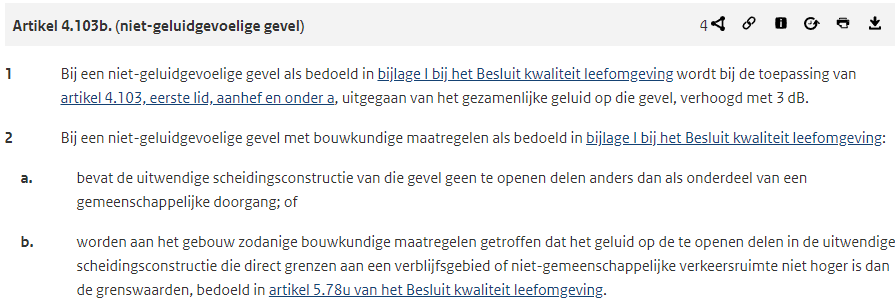 Artikel 4.103b. (niet-geluidgevoelige gevel) 4
1 Bij een niet-geluidgevoelige gevel als bedoeld in bijlage I bij het Besluit kwaliteit leefomgeving wordt bij de toepassing van
artikel 4.103, eerste lid, aanhef en onder a, uitgegaan van het gezamenlijke geluid op die gevel, verhoogd met 3 dB.
2 Bij een niet-geluidgevoelige gevel met bouwkundige maatregelen als bedoeld in bijlage I bij het Besluit kwaliteit leefomgeving:
a. bevat de uitwendige scheidingsconstructie van die gevel geen te openen delen anders dan als onderdeel van een
gemeenschappelijke doorgang; of
b. worden aan het gebouw zodanige bouwkundige maatregelen getroffen dat het geluid op de te openen delen in de uitwendige
scheidingsconstructie die direct grenzen aan een verblijfsgebied of niet-gemeenschappelijke verkeersruimte niet hoger is dan
de grenswaarden, bedoeld in artikel 5.78u van het Besluit kwaliteit leefomgeving.